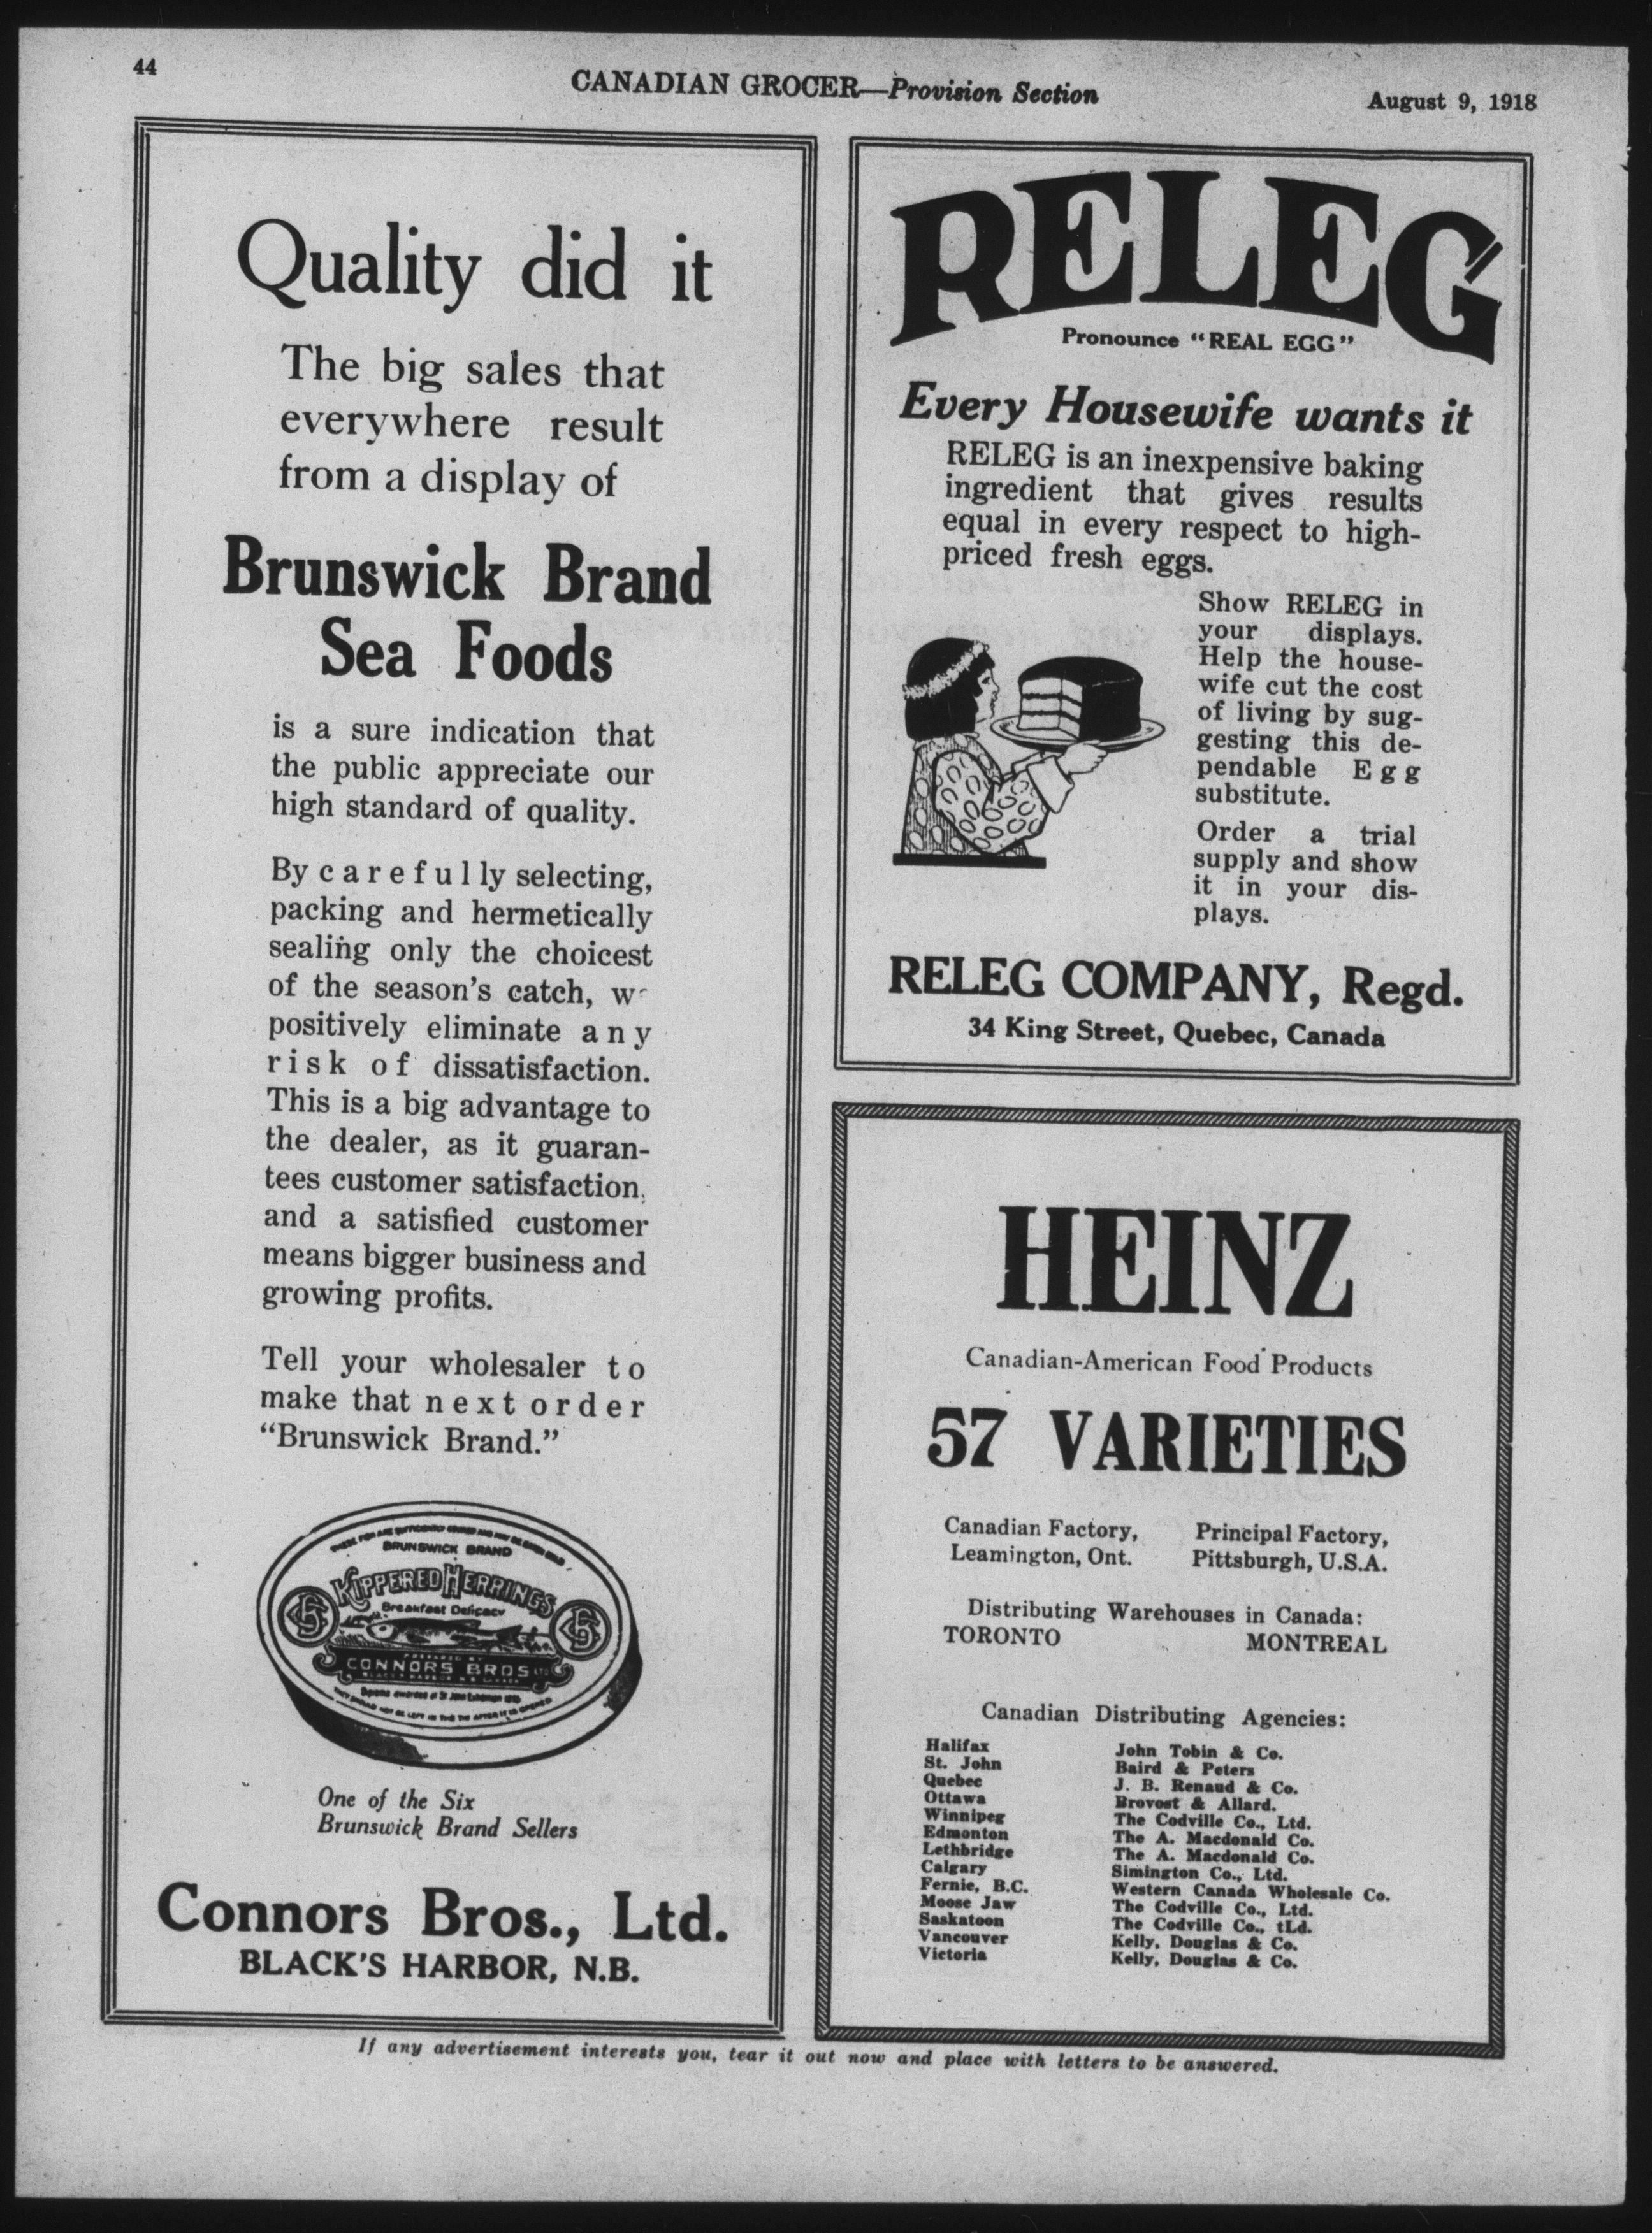 44
CANADIAN GROCER—Provision Section
August 9, 1918
Quality did it
The big sales that
everywhere result
from a display of
Brunswick Brand
Sea Foods
is a sure indication that
the public appreciate our
high standard of quality.
By carefully selecting,
packing and hermetically
sealing only the choicest
of the season's catch, w
positively eliminate any
risk of dissatisfaction.
This is a big advantage to
the dealer, as it guaran-
tees customer satisfaction,
and a satisfied customer
means bigger business and
growing profits.
Tell your wholesaler to
make that next order
"Brunswick Brand."
BRUNSWICK BRAND
KIPPERED HERRINGS
Breakfast Delicacy
PREPARED BY
CONNORS BROS LTD
One of the Six
Brunswick Brand Sellers
Connors Bros., Ltd.
BLACK'S HARBOR, N.B.
RELEG
Pronounce "REAL EGG"
Every Housewife wants it
RELEG is an inexpensive baking
ingredient that gives results
equal in every respect to high-
priced fresh eggs.
Show RELEG in
your displays.
Help the house-
wife cut the cost
of living by sug-
gesting this de-
pendable Egg
substitute.
Order a trial
supply and show
it in your dis-
plays.
RELEG COMPANY, Regd.
34 King Street, Quebec, Canada
HEINZ
Canadian-American Food Products
57 VARIETIES
Canadian Factory, Principal Factory,
Leamington, Ont. Pittsburgh, U.S.A.
Distributing Warehouses in Canada:
TORONTO MONTREAL
Canadian Distributing Agencies:
Halifax John Tobin & Co.
St. John Baird & Peters
Quebec J. B. Renaud & Co.
Ottawa Brovost & Allard.
Winnipeg The Codville Co., Ltd.
Edmonton The A. Macdonald Co.
Lethbridge The A. Macdonald Co.
Calgary Simington Co., Ltd.
Fernie, B.C. Western Canada Wholesale Co.
Moose Jaw The Codville Co., Ltd.
Saskatoon The Codville Co., tLd.
Vancouver Kelly, Douglas & Co.
Victoria Kelly, Douglas & Co.
If any advertisement interests you, tear it out now and place with letters to be answered.